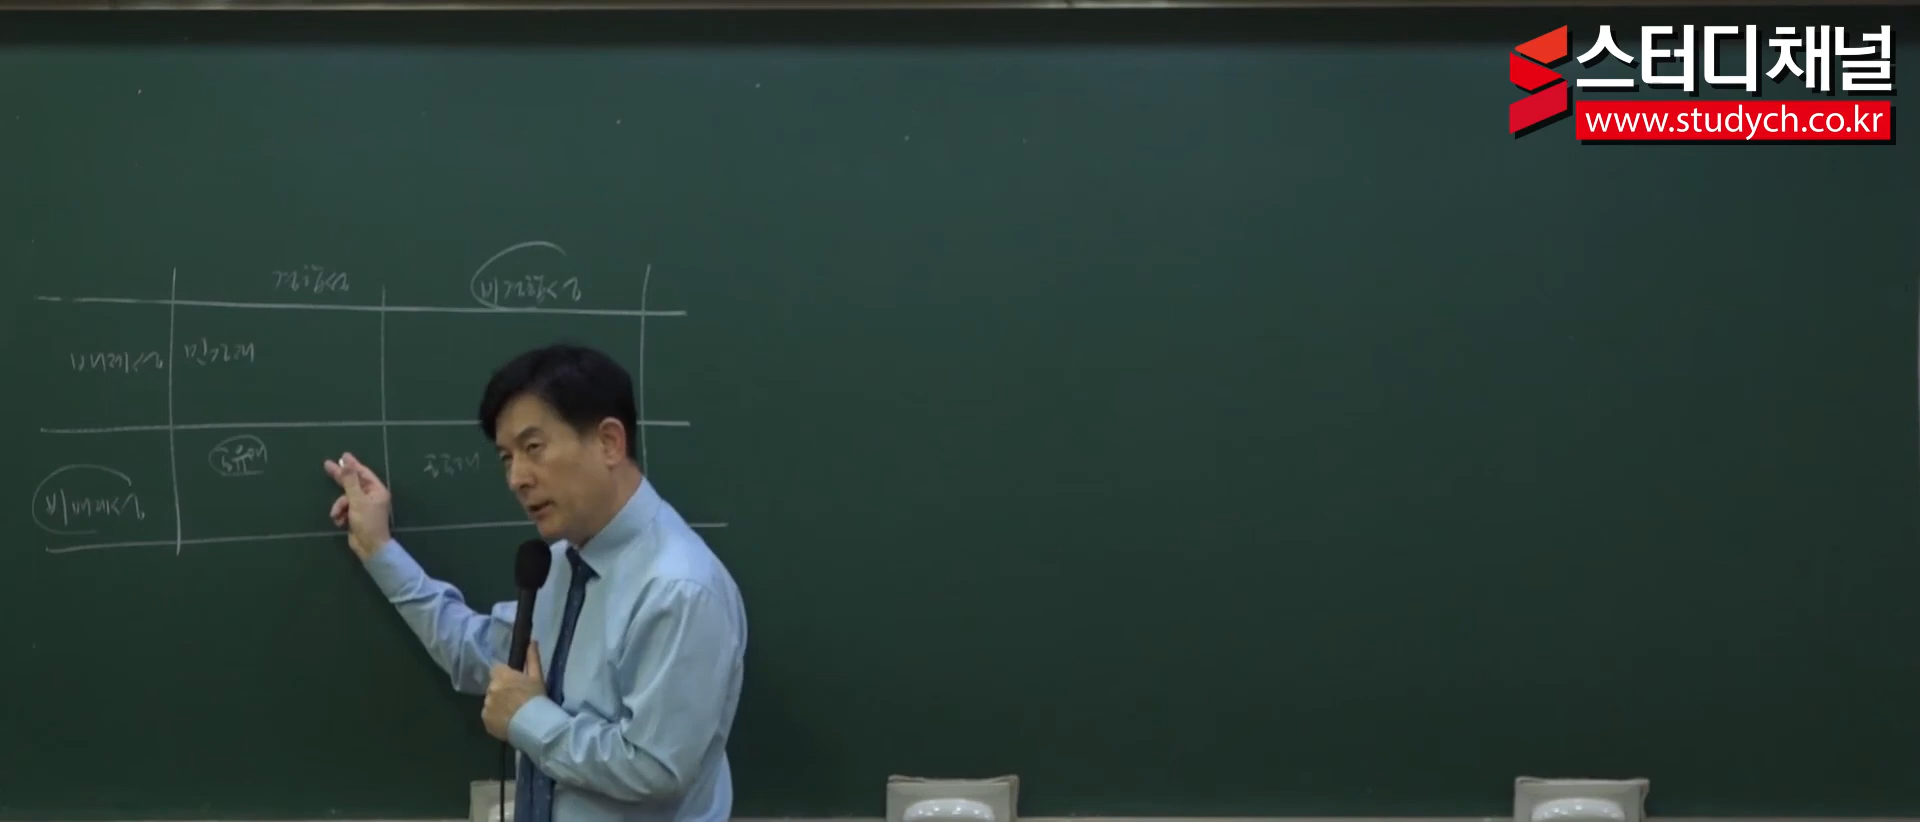 스터디채널
www.studych.co.kr
경합성
비경합성
배제성
민간재
공유재
공공재
비배제성